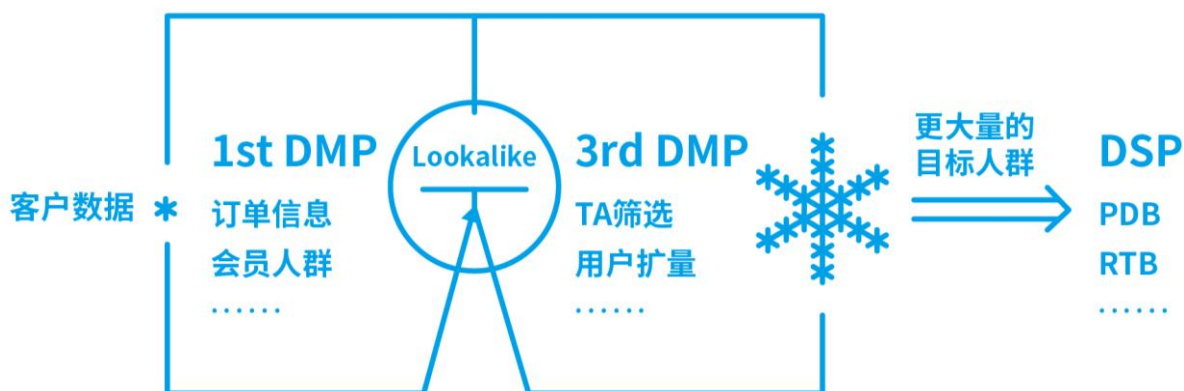 客户数据
1st DMP
订单信息
会员人群
······
Lookalike
3rd DMP
TA筛选
用户扩量
······
更大量的
目标人群
DSP
PDB
RTB
······